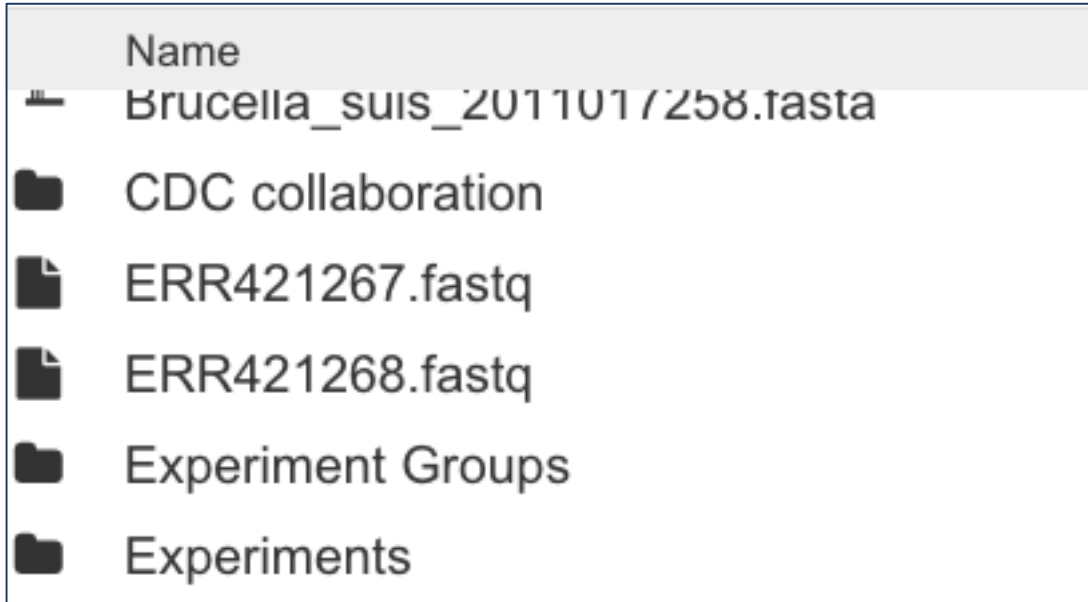 Name
Brucella_suis_2011017258.fasta
CDC collaboration
ERR421267.fastq
ERR421268.fastq
Experiment Groups
Experiments